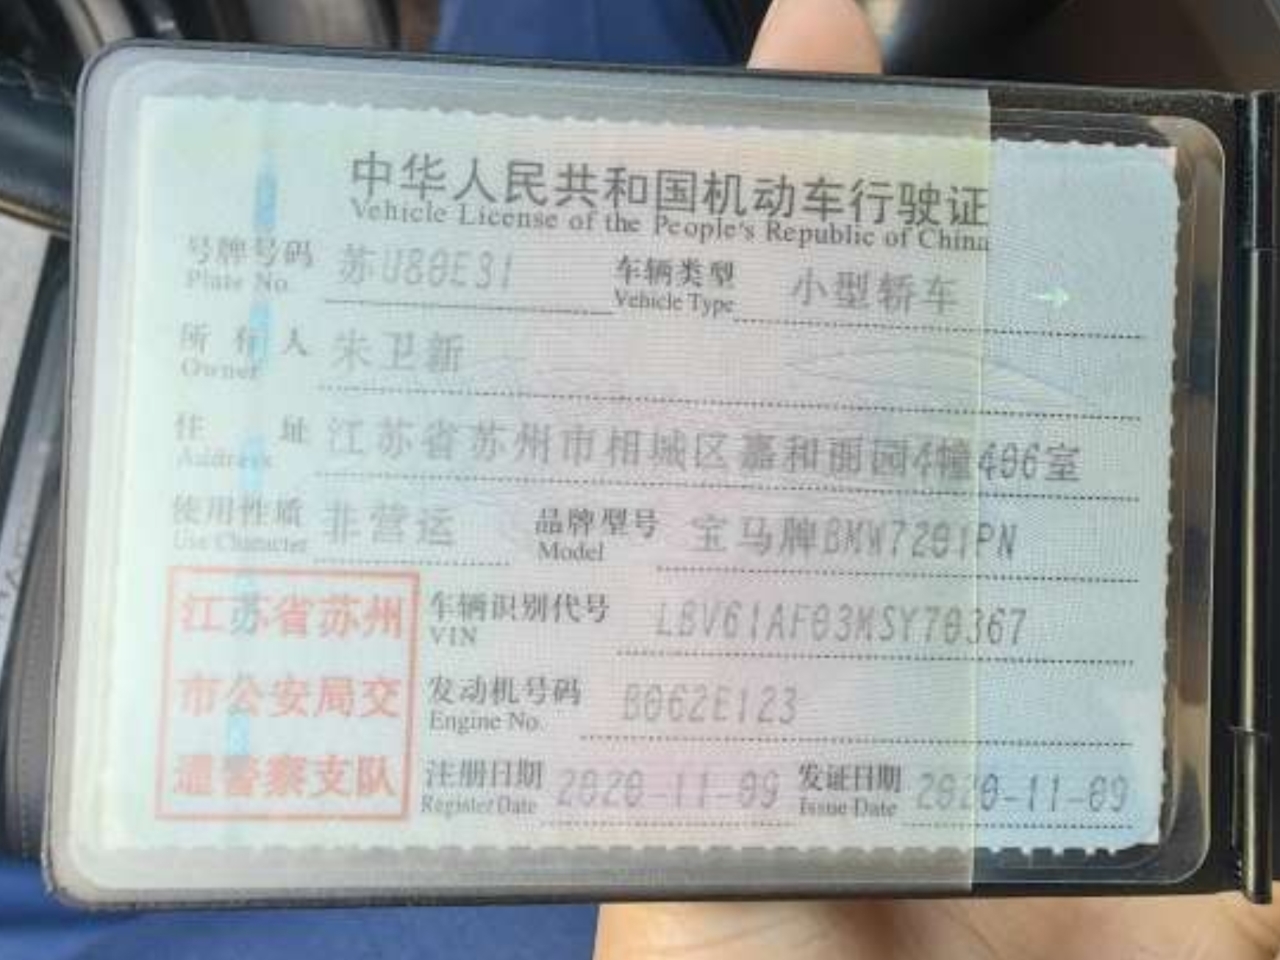 中华人民共和国机动车行驶证
Vehicle License of the People's Republic of China
号牌号码 苏U80E31 车辆类型 小型轿车
Plate No. Vehicle Type
所有人 朱卫新
Owner
住址 江苏省苏州市相城区嘉和丽园4幢406室
Address
使用性质 非营运 品牌型号 宝马牌BMW7201PN
Use Character Model
江苏省苏州
市公安局交
通警察支队
车辆识别代号 LBV61AF03MSY70367
VIN
发动机号码 B062E123
Engine No.
注册日期 2020-11-09 发证日期 2020-11-09
Register Date Issue Date